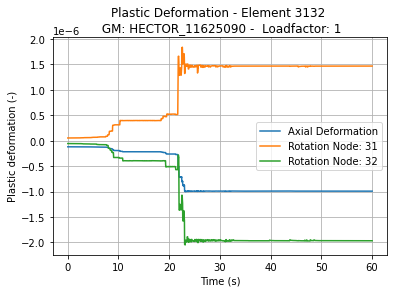 Plastic Deformation - Element 3132
GM: HECTOR_11625090 - Loadfactor: 1
1e−6
2.0
1.5
1.0
0.5
0.0
−0.5
−1.0
−1.5
−2.0
Plastic deformation (-)
Axial Deformation
Rotation Node: 31
Rotation Node: 32
0 10 20 30 40 50 60
Time (s)